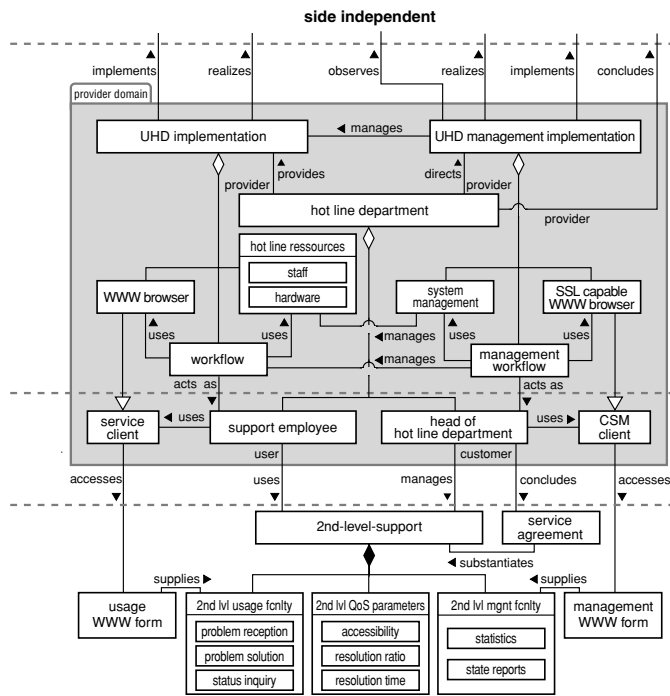 side independent
implements
realizes
observes
realizes
implements
concludes
provider domain
UHD implementation
manages
UHD management implementation
provides
directs
provider
provider
hot line department
provider
hot line ressources
staff
hardware
WWW browser
system
management
SSL capable
WWW browser
uses
uses
uses
uses
manages
workflow
manages
management
workflow
acts as
acts as
service
client
uses
support employee
head of
hot line department
uses
CSM
client
user
customer
accesses
uses
manages
concludes
accesses
2nd-level-support
service
agreement
substantiates
supplies
supplies
usage
WWW form
2nd lvl usage fcnlty
problem reception
problem solution
status inquiry
2nd lvl QoS parameters
accessibility
resolution ratio
resolution time
2nd lvl mgnt fcnlty
statistics
state reports
management
WWW form